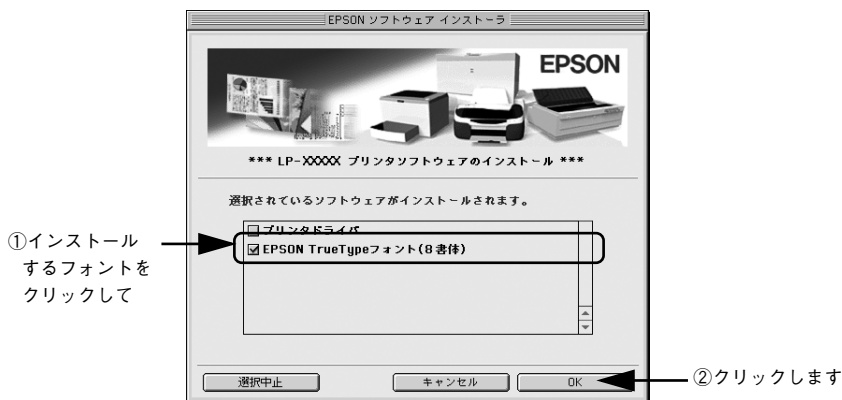 EPSON ソフトウェア インストーラ
EPSON
*** LP-XXXXX プリンタソフトウェアのインストール ***
選択されているソフトウェアがインストールされます。
プリンタドライバ
EPSON TrueTypeフォント(8書体)
①インストール
するフォントを
クリックして
選択中止
キャンセル
OK
②クリックします